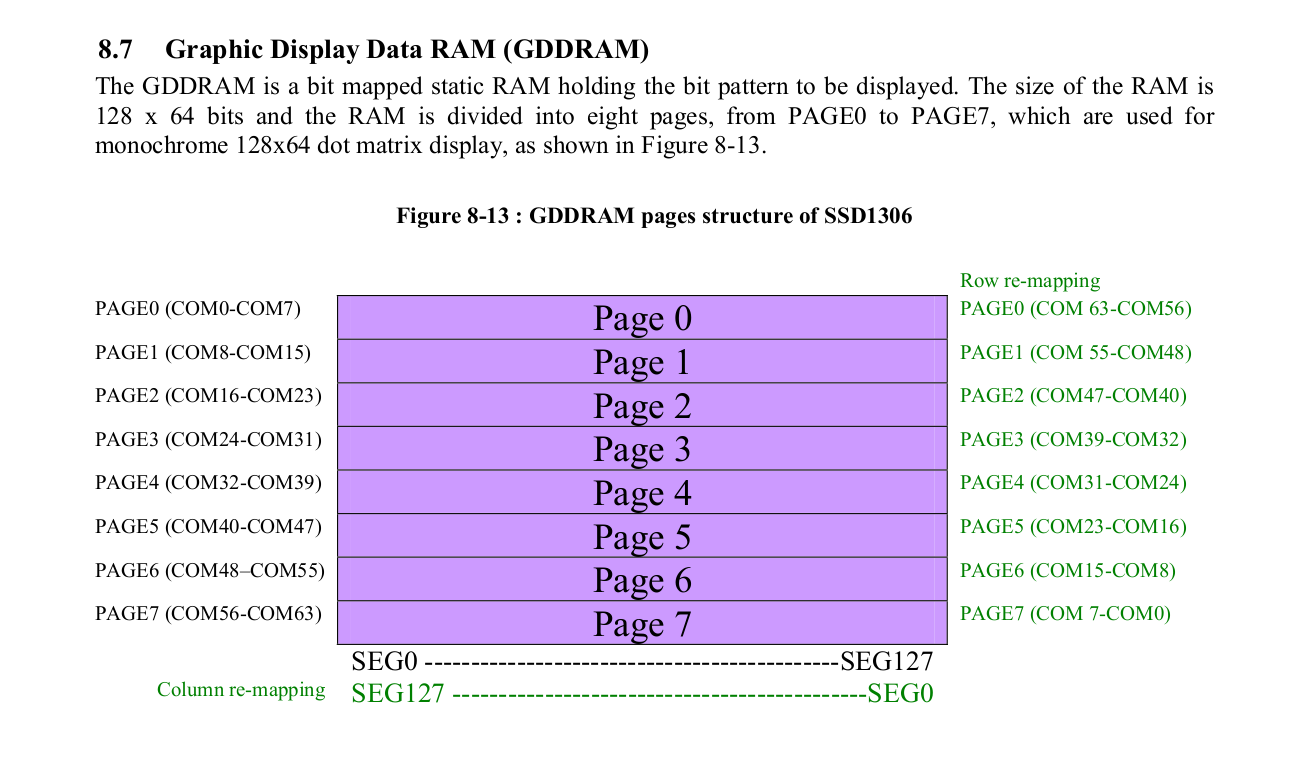 8.7 Graphic Display Data RAM (GDDRAM)
The GDDRAM is a bit mapped static RAM holding the bit pattern to be displayed. The size of the RAM is
128 x 64 bits and the RAM is divided into eight pages, from PAGE0 to PAGE7, which are used for
monochrome 128x64 dot matrix display, as shown in Figure 8-13.
Figure 8-13 : GDDRAM pages structure of SSD1306
Row re-mapping
PAGE0 (COM0-COM7) Page 0 PAGE0 (COM 63-COM56)
PAGE1 (COM8-COM15) Page 1 PAGE1 (COM 55-COM48)
PAGE2 (COM16-COM23) Page 2 PAGE2 (COM47-COM40)
PAGE3 (COM24-COM31) Page 3 PAGE3 (COM39-COM32)
PAGE4 (COM32-COM39) Page 4 PAGE4 (COM31-COM24)
PAGE5 (COM40-COM47) Page 5 PAGE5 (COM23-COM16)
PAGE6 (COM48–COM55) Page 6 PAGE6 (COM15-COM8)
PAGE7 (COM56-COM63) Page 7 PAGE7 (COM 7-COM0)
SEG0 ---------------------------------------------SEG127
Column re-mapping SEG127 ---------------------------------------------SEG0